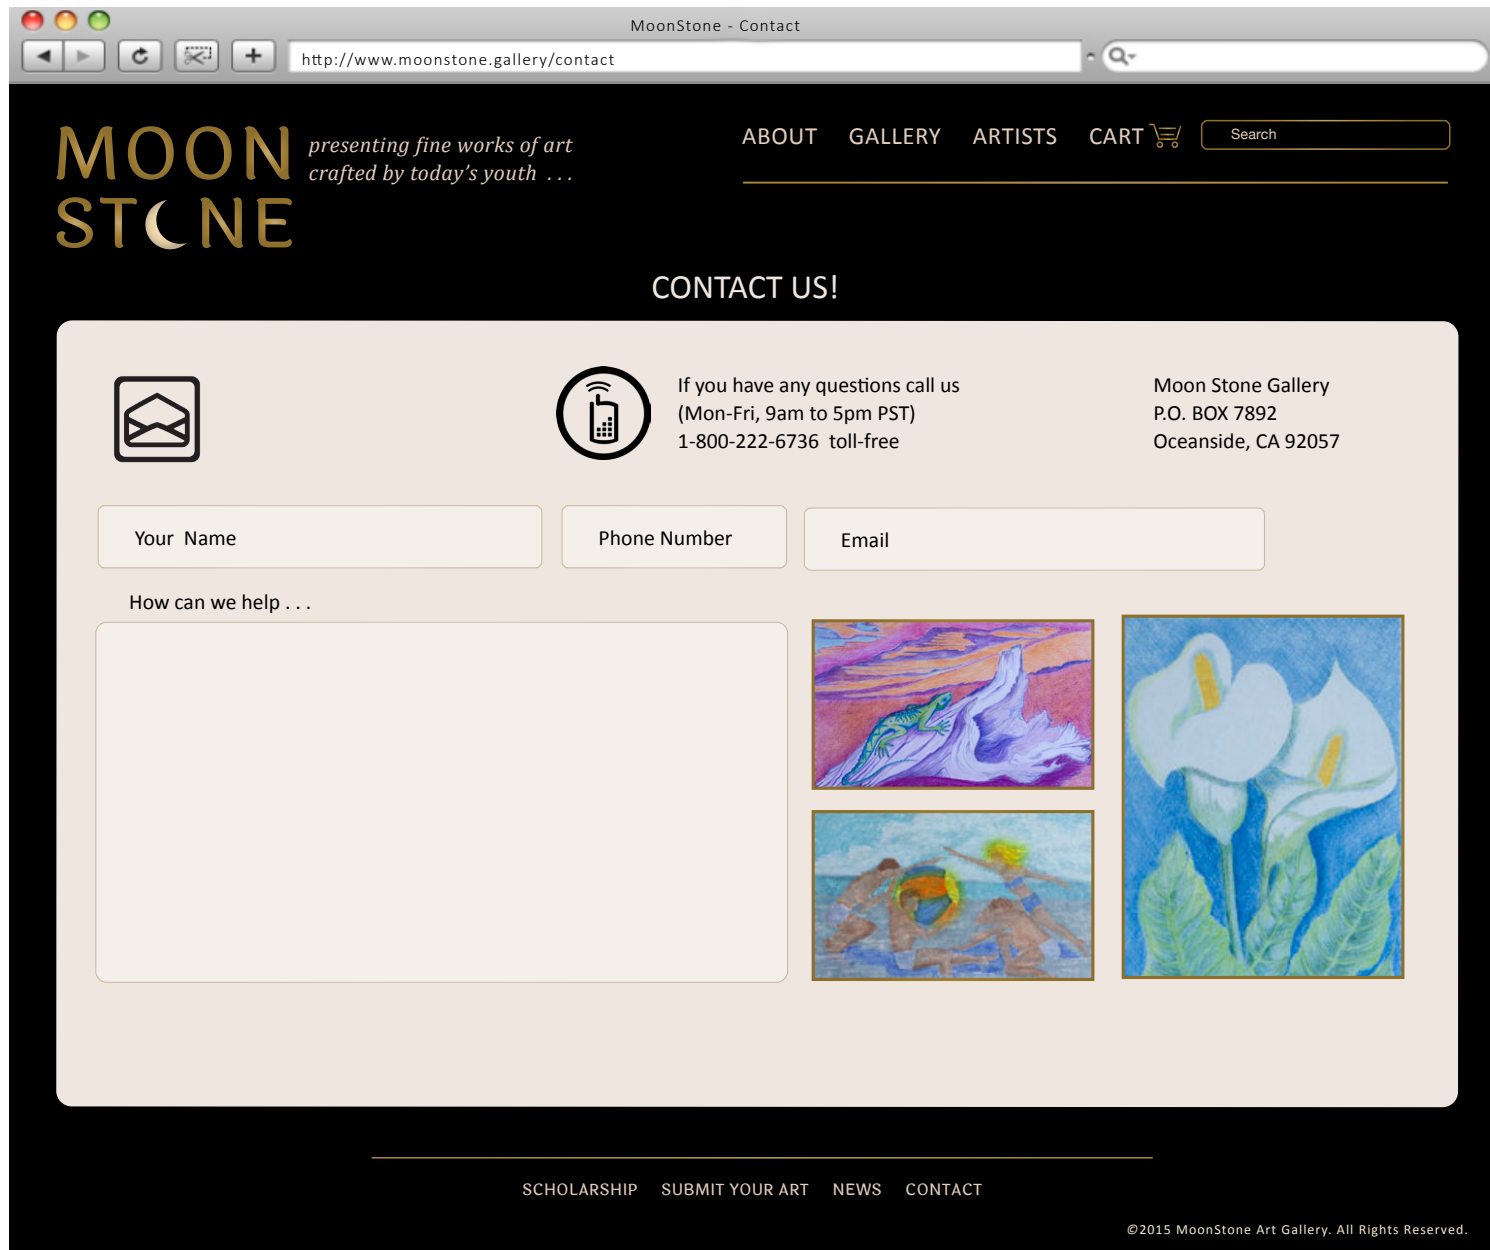 MoonStone - Contact
http://www.moonstone.gallery/contact
MOON
STONE
presenting fine works of art
crafted by today's youth . . .
ABOUT GALLERY ARTISTS CART Search
CONTACT US!
If you have any questions call us
(Mon-Fri, 9am to 5pm PST)
1-800-222-6736 toll-free
Moon Stone Gallery
P.O. BOX 7892
Oceanside, CA 92057
Your Name
Phone Number
Email
How can we help . . .
SCHOLARSHIP SUBMIT YOUR ART NEWS CONTACT
©2015 MoonStone Art Gallery. All Rights Reserved.